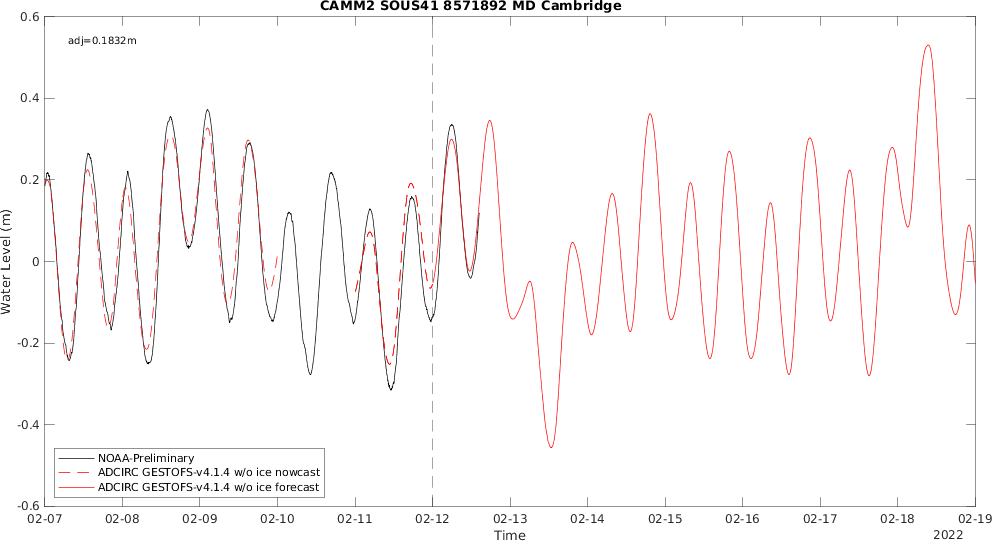 CAMM2 SOUS41 8571892 MD Cambridge
adj=0.1832m
0.6
0.4
0.2
0
-0.2
-0.4
-0.6
Water Level (m)
NOAA-Preliminary
ADCIRC GESTOFS-v4.1.4 w/o ice nowcast
ADCIRC GESTOFS-v4.1.4 w/o ice forecast
02-07 02-08 02-09 02-10 02-11 02-12 02-13 02-14 02-15 02-16 02-17 02-18 02-19
Time
2022